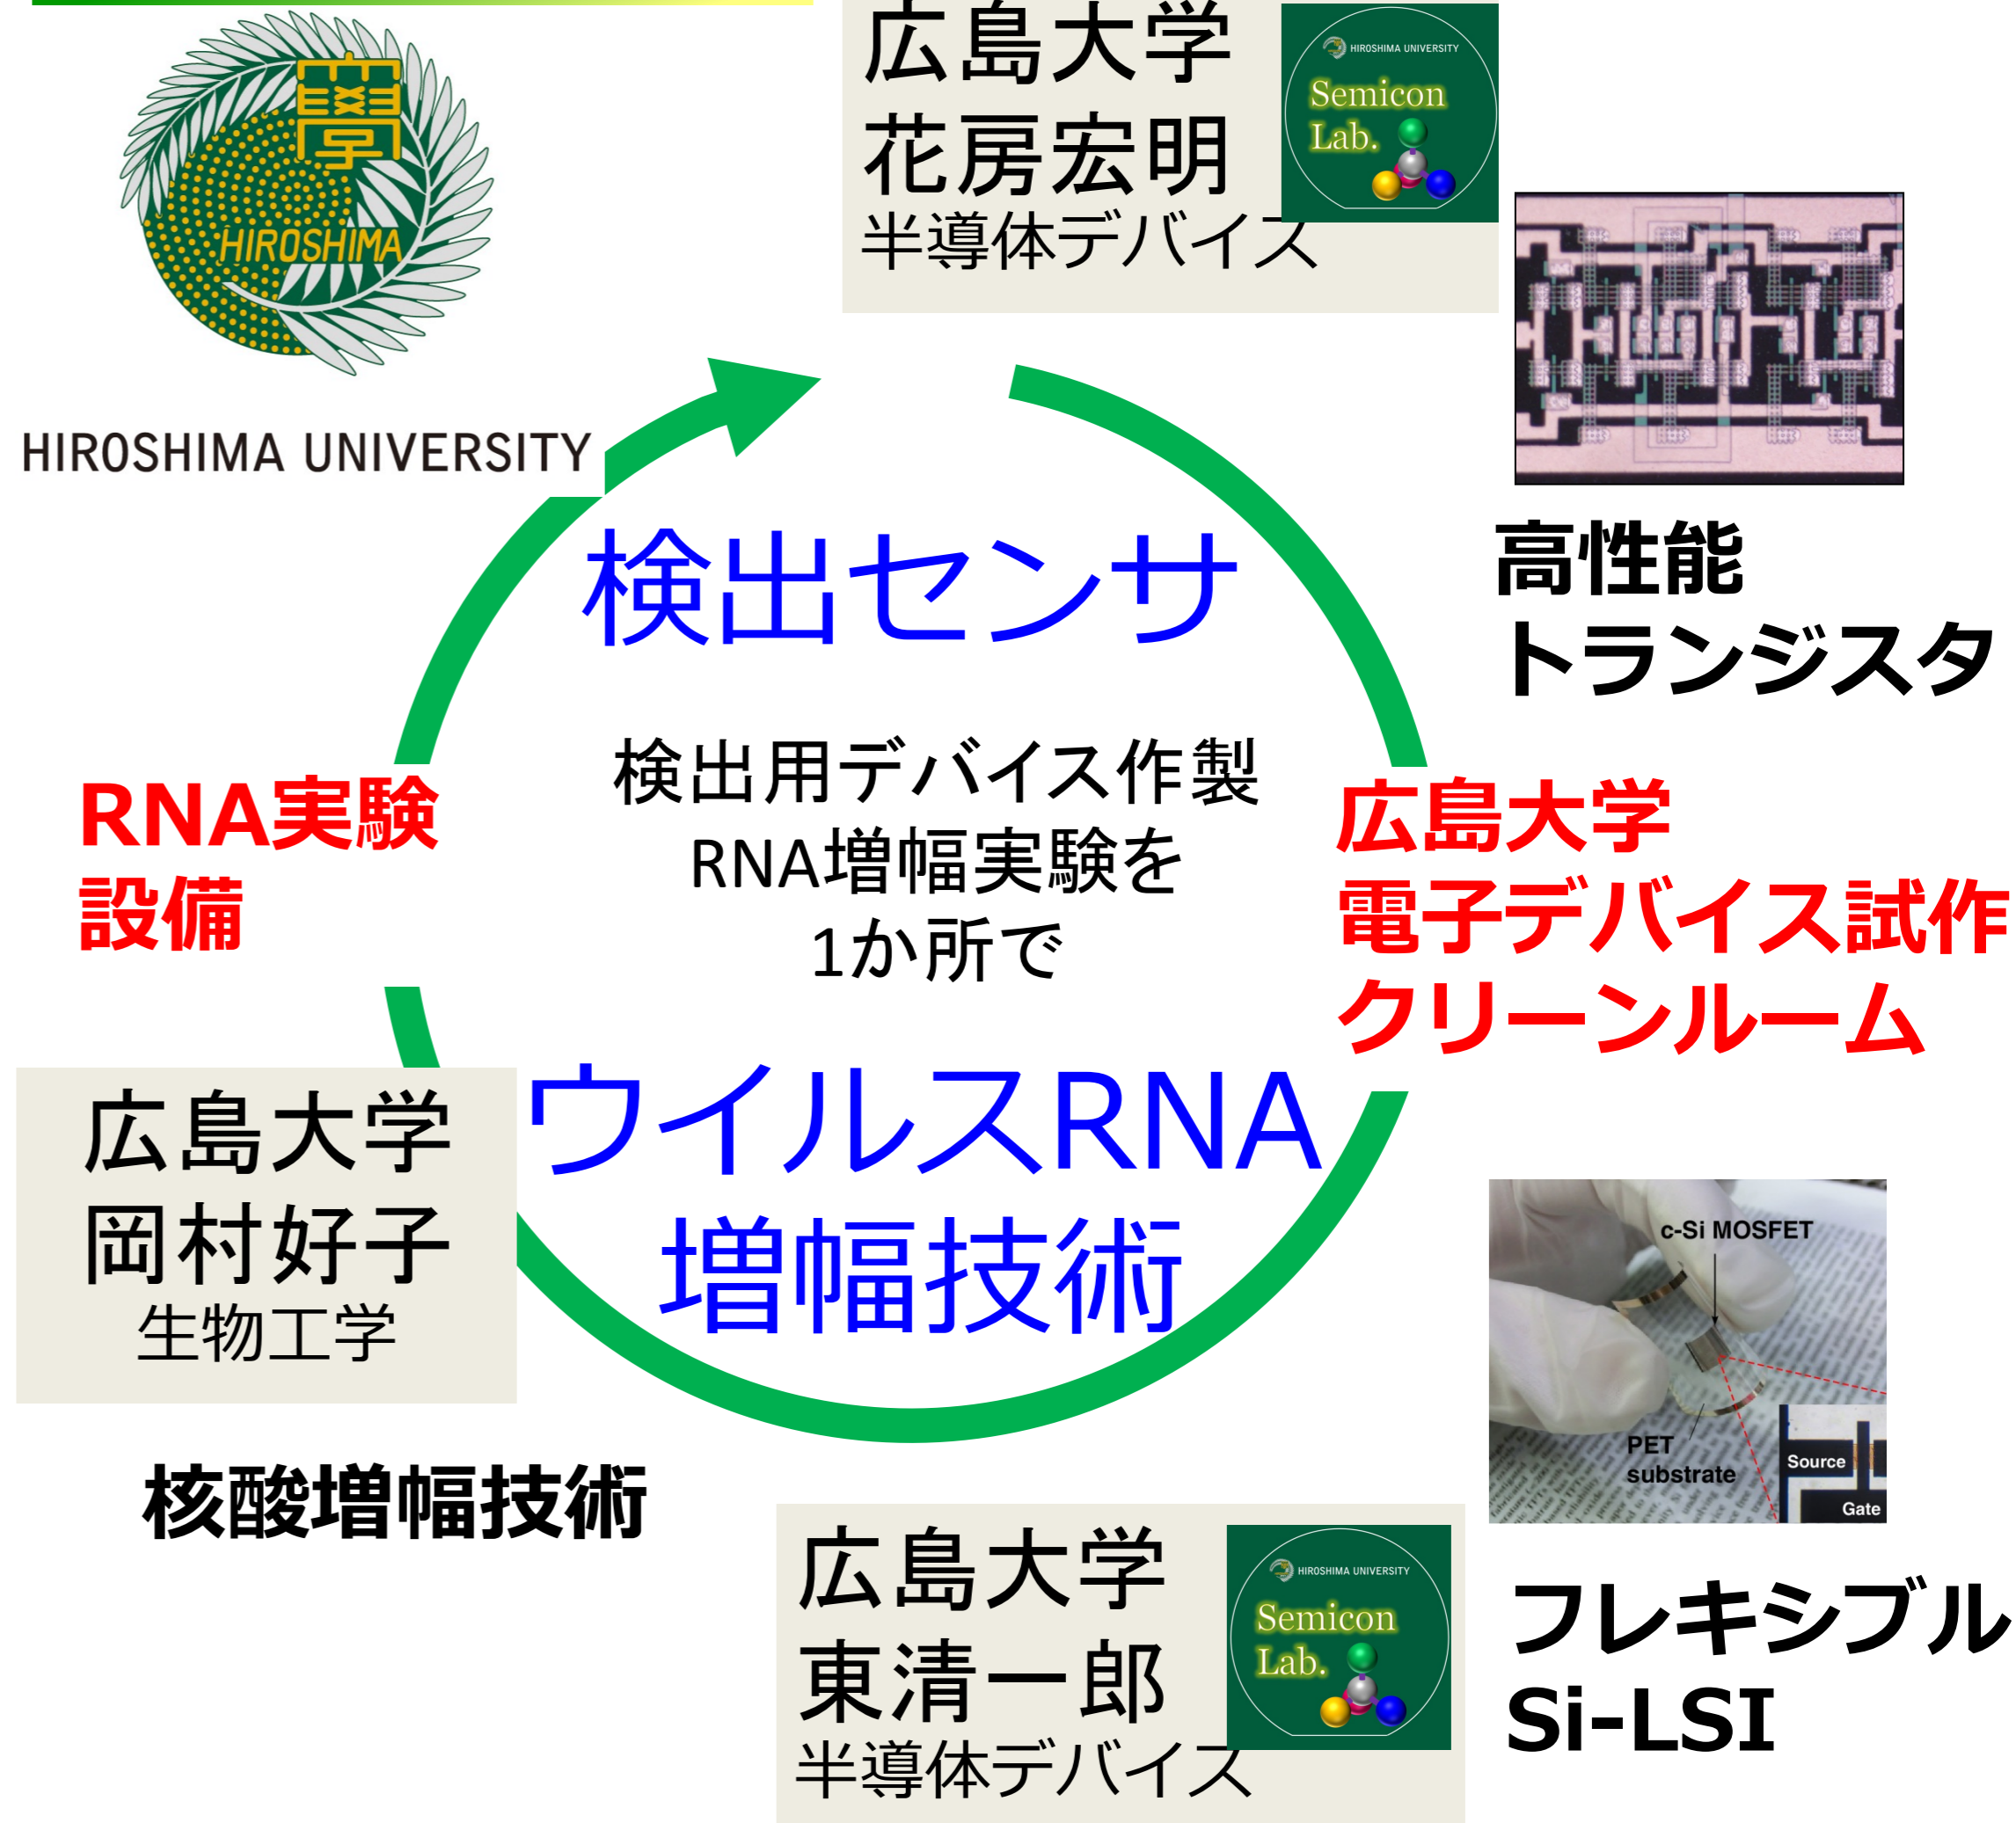 広島大学
花房宏明
半導体デバイス
HIROSHIMA UNIVERSITY
Semicon
Lab.
學
HIROSHIMA
HIROSHIMA UNIVERSITY
高性能
トランジスタ
検出センサ
検出用デバイス作製
RNA増幅実験を
1か所で
RNA実験
設備
広島大学
電子デバイス試作
クリーンルーム
ウイルスRNA
増幅技術
広島大学
岡村好子
生物工学
核酸増幅技術
c-Si MOSFET
PET
substrate
Source
Gate
フレキシブル
Si-LSI
広島大学
東清一郎
半導体デバイス
HIROSHIMA UNIVERSITY
Semicon
Lab.